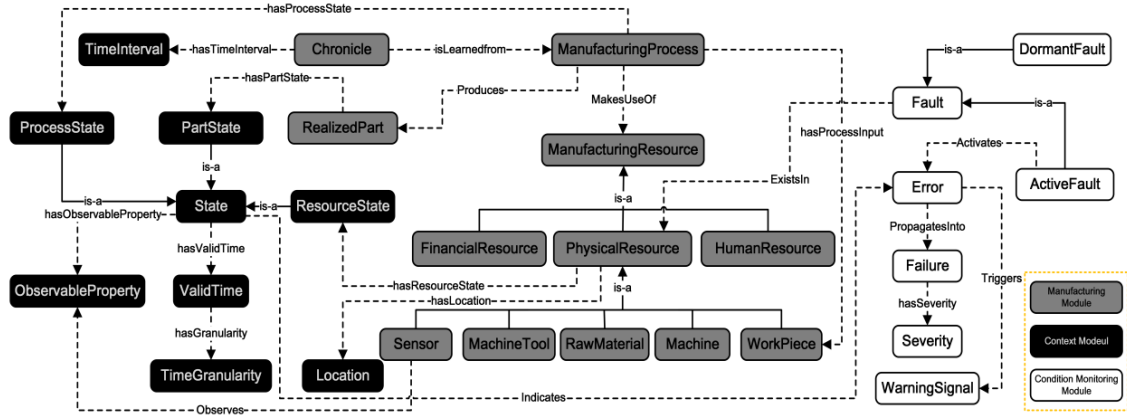 hasProcessState
TimeInterval
hasTimeInterval
Chronicle
isLearnedfrom
ManufacturingProcess
DormantFault
is-a
hasPartState
Produces
MakesUseOf
Fault
is-a
ProcessState
PartState
RealizedPart
hasProcessInput
ManufacturingResource
Activates
is-a
ExistsIn
Error
ActiveFault
is-a
State
is-a
ResourceState
is-a
hasObservableProperty
PropagatesInto
hasValidTime
FinancialResource
PhysicalResource
HumanResource
Failure
Triggers
ObservableProperty
ValidTime
hasResourceState
hasLocation
is-a
hasSeverity
Manufacturing
Module
hasGranularity
Sensor
MachineTool
RawMaterial
Machine
WorkPiece
Severity
Context Modeul
TimeGranularity
Location
WarningSignal
Condition Monitoring
Module
Observes
Indicates